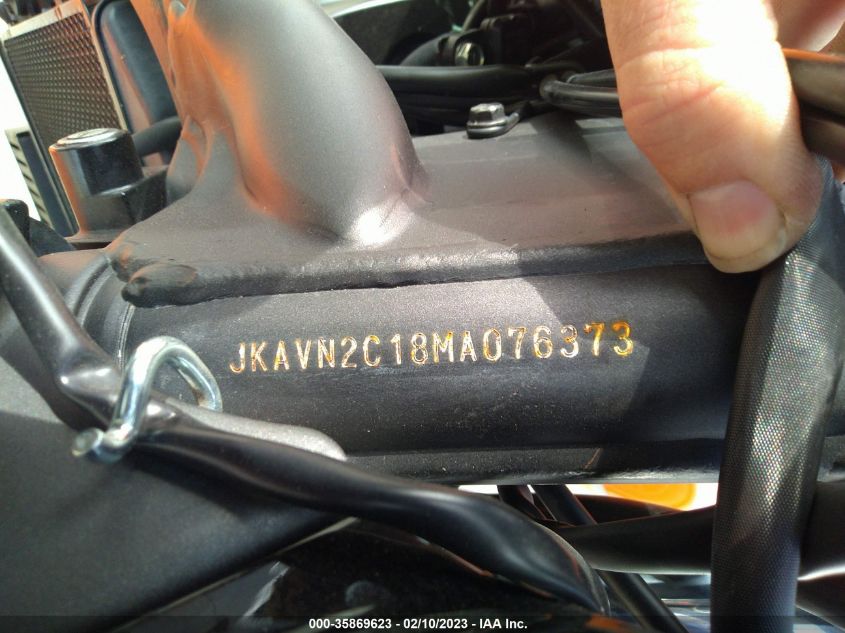 JKAVN2C18MA076373
000-35869623 – 02/10/2023 – IAA Inc.